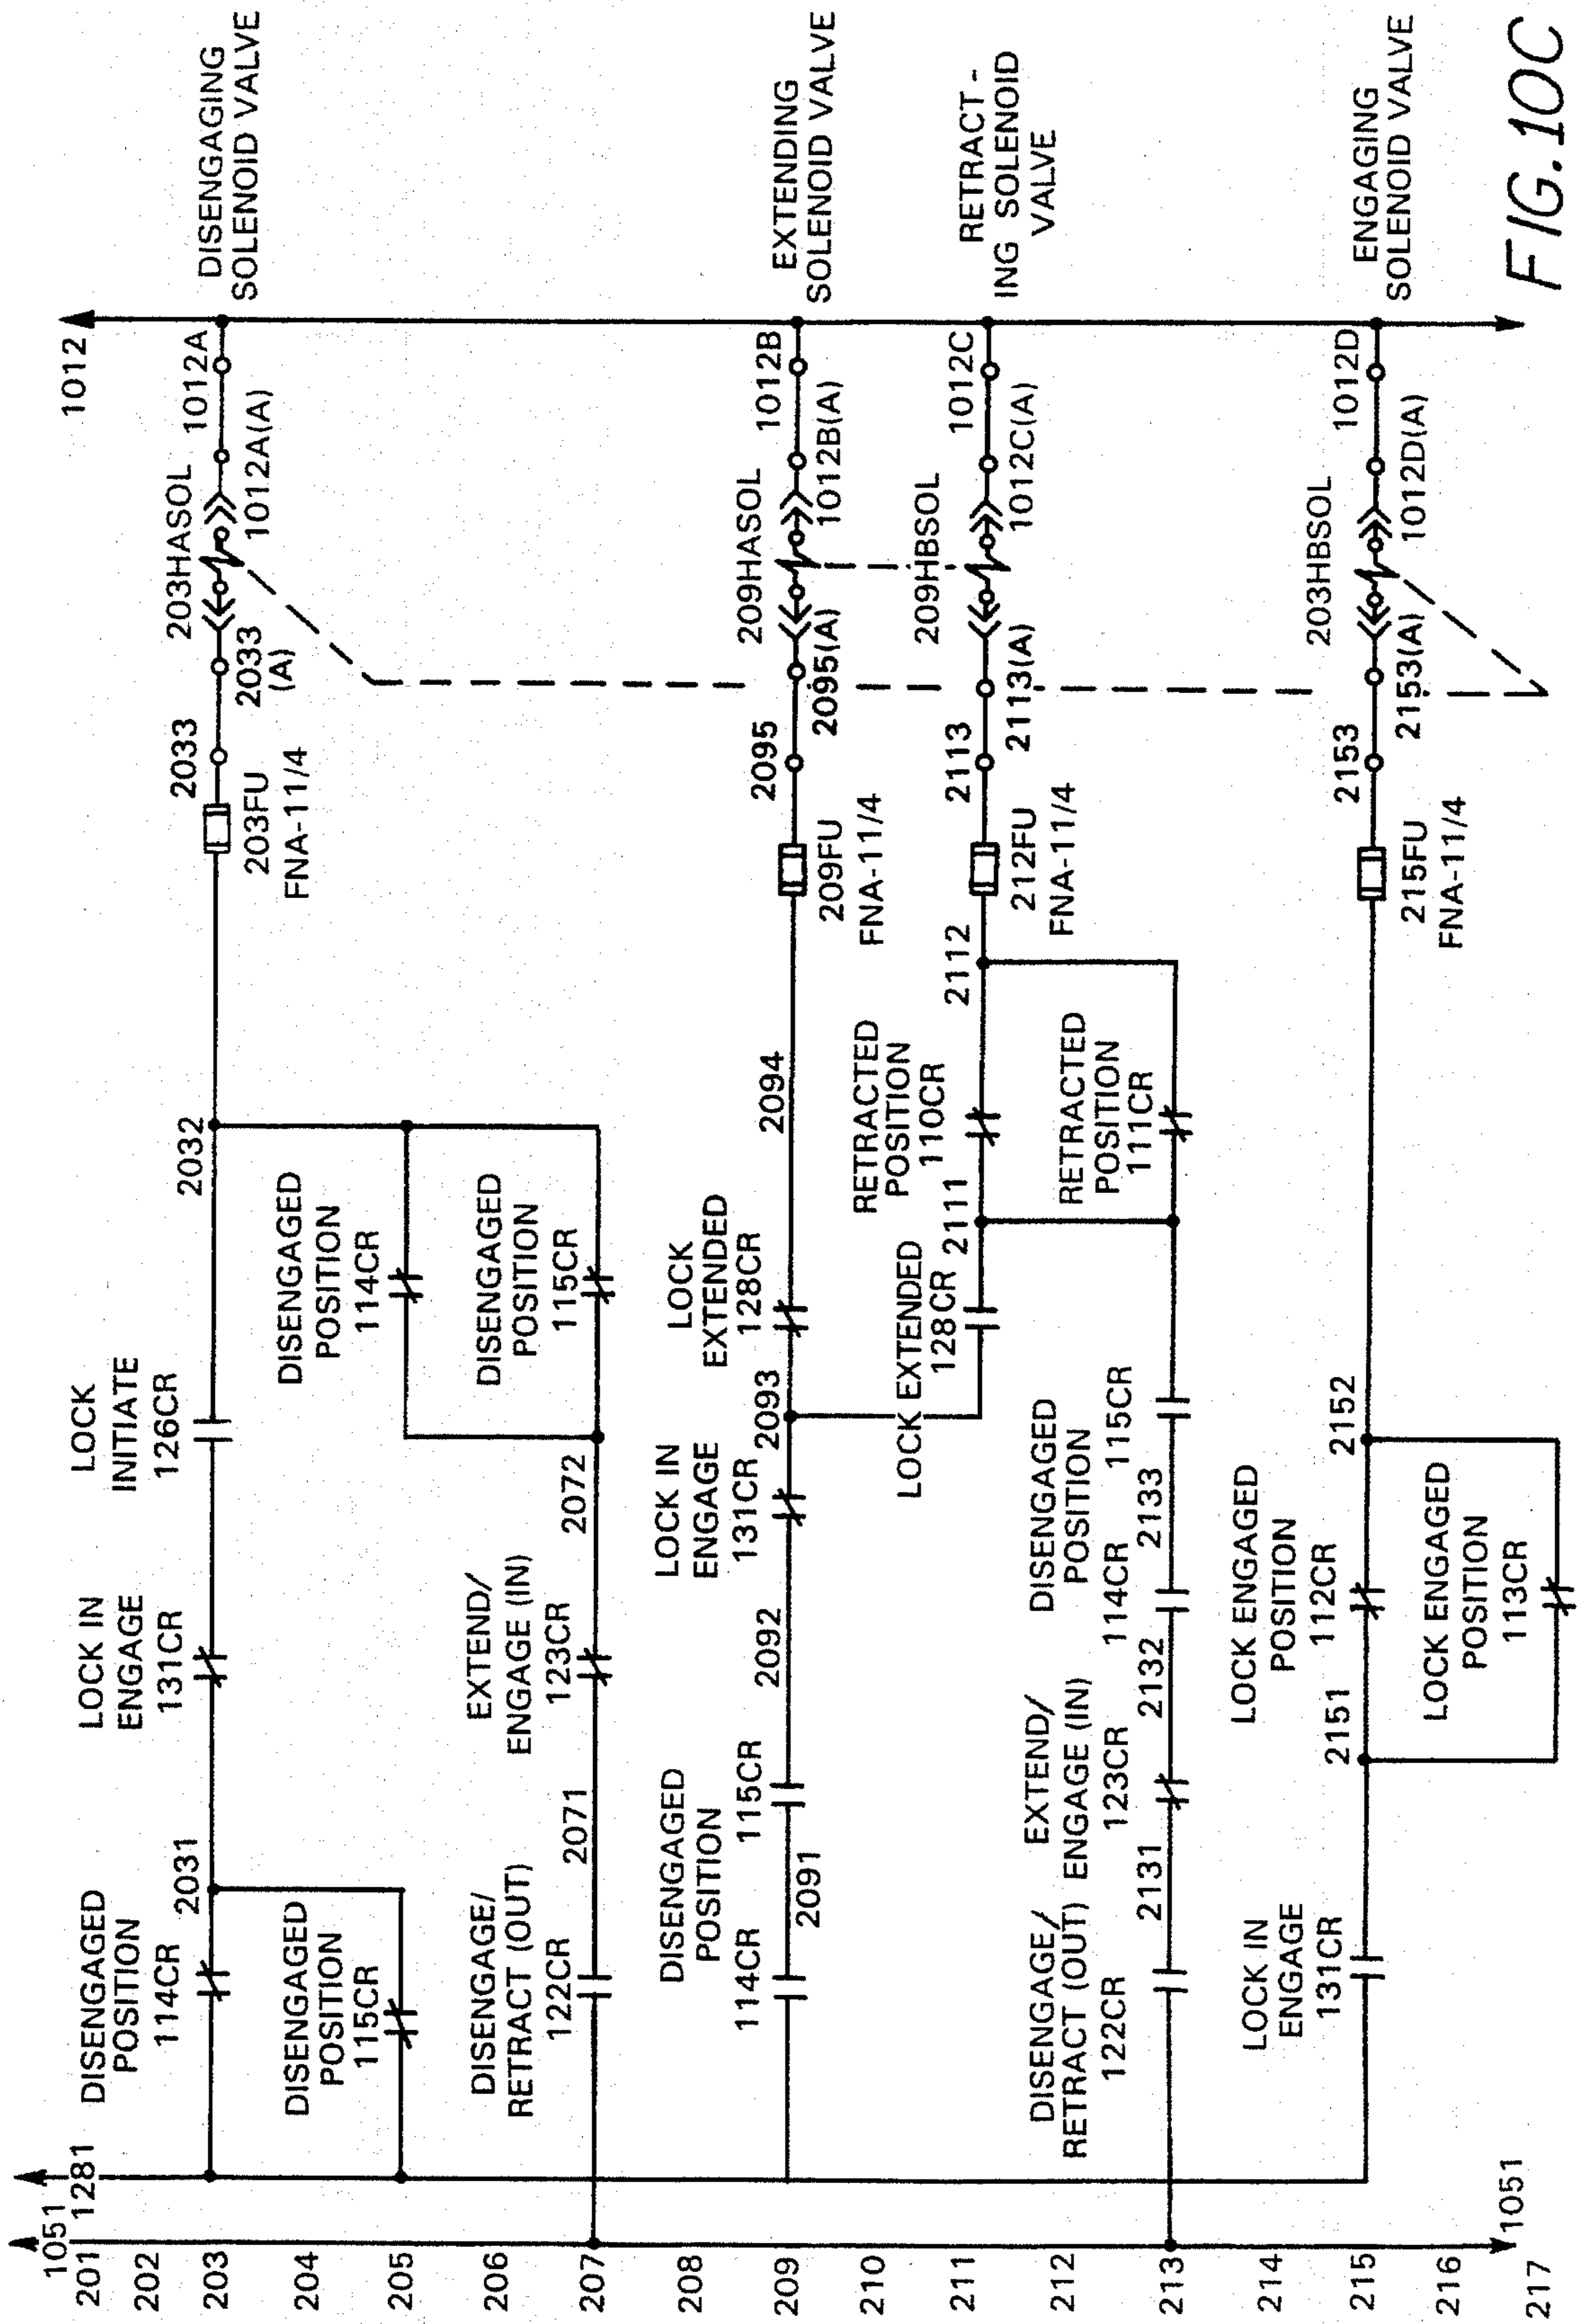 1051
1281
1012
201
202
203
204
205
206
207
208
209
210
211
212
213
214
215
216
217
1051
DISENGAGED
POSITION
114CR
2031
LOCK IN
ENGAGE
131CR
LOCK
INITIATE
126CR
2032
203FU
FNA-11/4
2033
2033
(A)
203HASOL
1012A(A)
1012A
DISENGAGING
SOLENOID VALVE
DISENGAGED
POSITION
115CR
DISENGAGED
POSITION
114CR
DISENGAGE/
RETRACT (OUT)
122CR
2071
EXTEND/
ENGAGE (IN)
123CR
2072
DISENGAGED
POSITION
115CR
DISENGAGED
POSITION
114CR
2091
115CR
2092
LOCK IN
ENGAGE
131CR
2093
LOCK
EXTENDED
128CR
2094
209FU
FNA-11/4
2095
2095(A)
209HASOL
1012B(A)
1012B
EXTENDING
SOLENOID VALVE
LOCK EXTENDED
128CR
2111
RETRACTED
POSITION
110CR
2112
212FU
FNA-11/4
2113
2113(A)
209HBSOL
1012C(A)
1012C
RETRACT-
ING SOLENOID
VALVE
DISENGAGE/
RETRACT (OUT)
122CR
2131
EXTEND/
ENGAGE (IN)
123CR
2132
DISENGAGED
POSITION
114CR
2133
115CR
RETRACTED
POSITION
111CR
LOCK IN
ENGAGE
131CR
2151
LOCK ENGAGED
POSITION
112CR
2152
215FU
FNA-11/4
2153
2153(A)
203HBSOL
1012D(A)
1012D
ENGAGING
SOLENOID VALVE
LOCK ENGAGED
POSITION
113CR
FIG. 10C